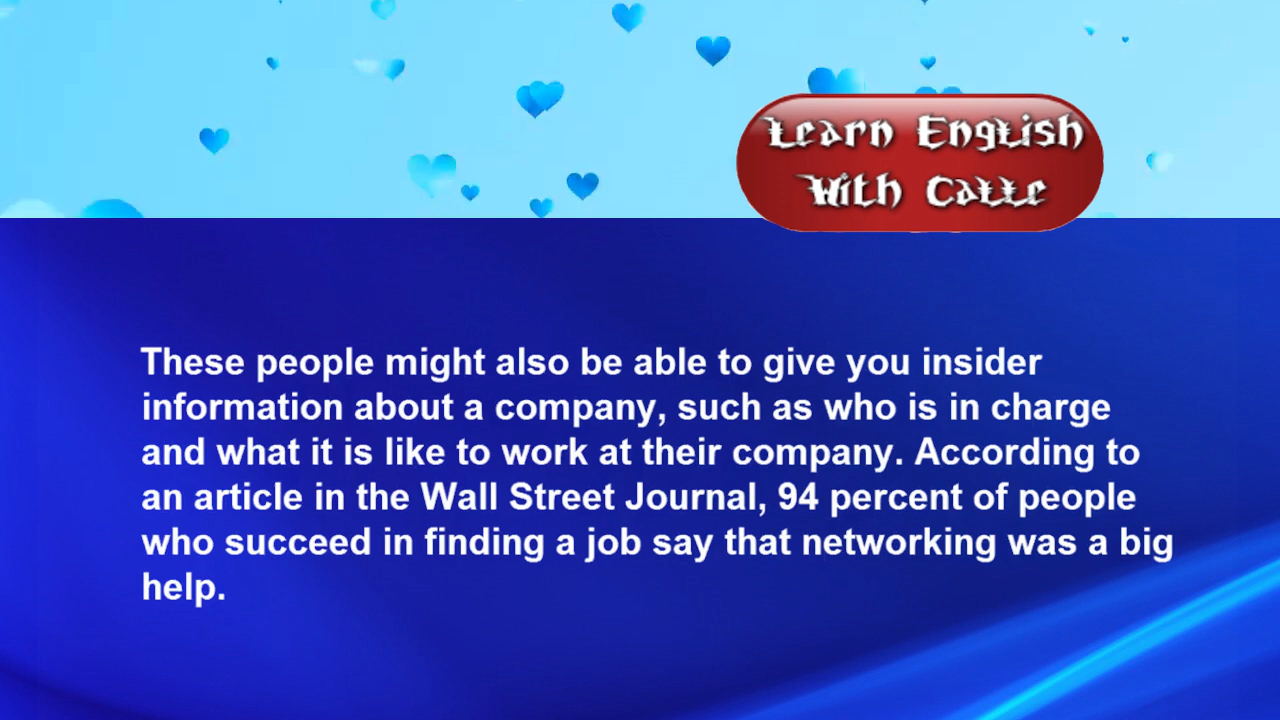 Learn English
With Calle
These people might also be able to give you insider
information about a company, such as who is in charge
and what it is like to work at their company. According to
an article in the Wall Street Journal, 94 percent of people
who succeed in finding a job say that networking was a big
help.